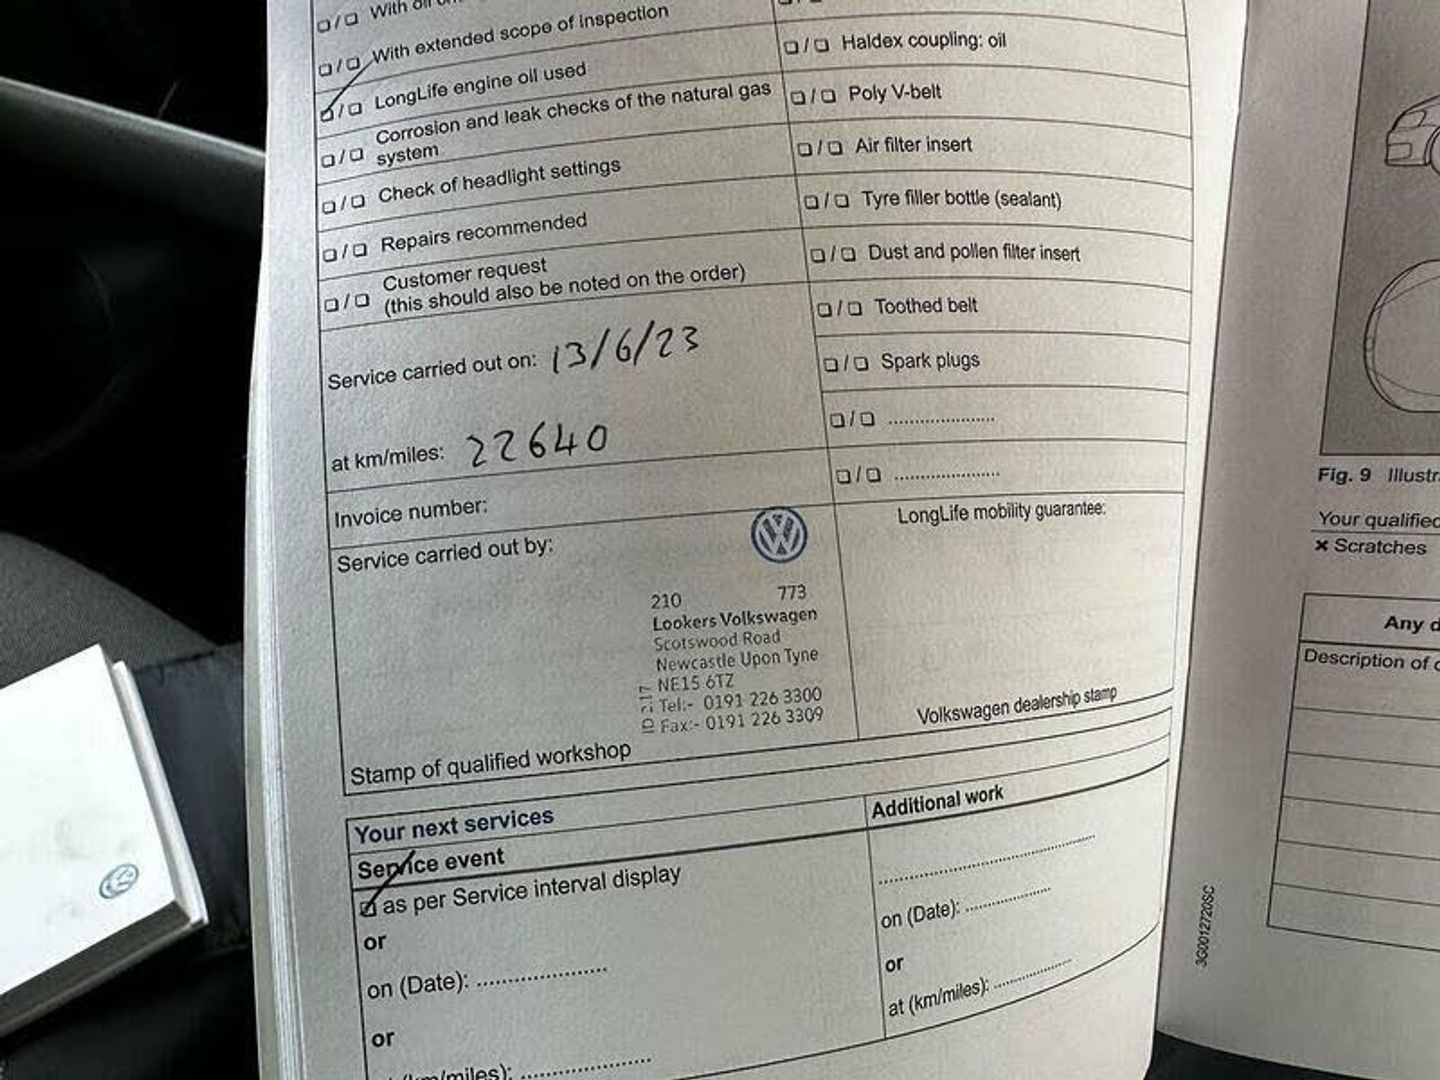 ❏/❏ With oil
❏/❏ With extended scope of inspection
❏/❏ LongLife engine oil used
❏/❏ Corrosion and leak checks of the natural gas
system
❏/❏ Check of headlight settings
❏/❏ Repairs recommended
❏/❏ Customer request
(this should also be noted on the order)
Service carried out on: 13/6/23
at km/miles: 22640
Invoice number:
Service carried out by:
210 773
Lookers Volkswagen
Scotswood Road
Newcastle Upon Tyne
NE15 6TZ
Tel:- 0191 226 3300
Fax:- 0191 226 3309
Stamp of qualified workshop
❏/❏ Haldex coupling: oil
❏/❏ Poly V-belt
❏/❏ Air filter insert
❏/❏ Tyre filler bottle (sealant)
❏/❏ Dust and pollen filter insert
❏/❏ Toothed belt
❏/❏ Spark plugs
❏/❏ ......................
❏/❏ ......................
LongLife mobility guarantee:
Volkswagen dealership stamp
Your next services
Service event
❏ as per Service interval display
or
on (Date): ......................
or
(km/miles): ......................
Additional work
......................
on (Date): ......................
or
at (km/miles): ......................
3G0012720SC
Fig. 9 Illustr
Your qualified
× Scratches
Any d
Description of